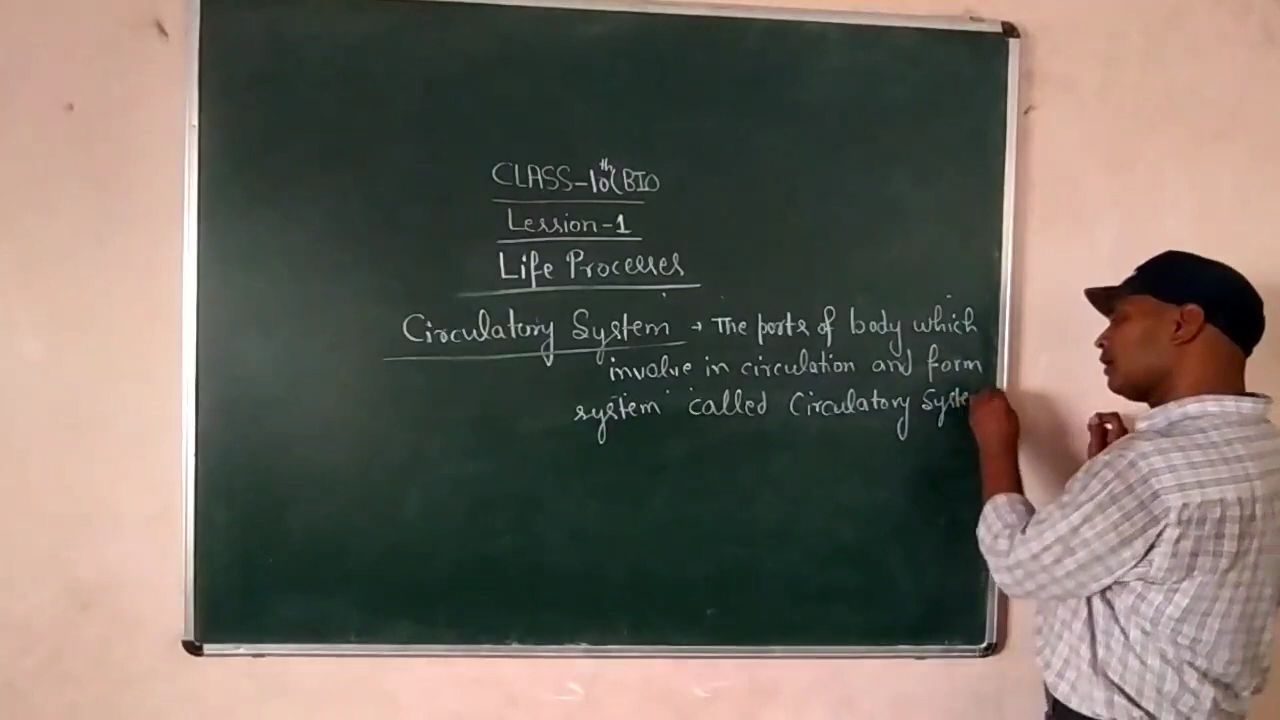 CLASS-10th(BIO
Lession-1
Life Processes
Circulatory System → The ports of body which
involve in circulation and form
system called Circulatory Syste